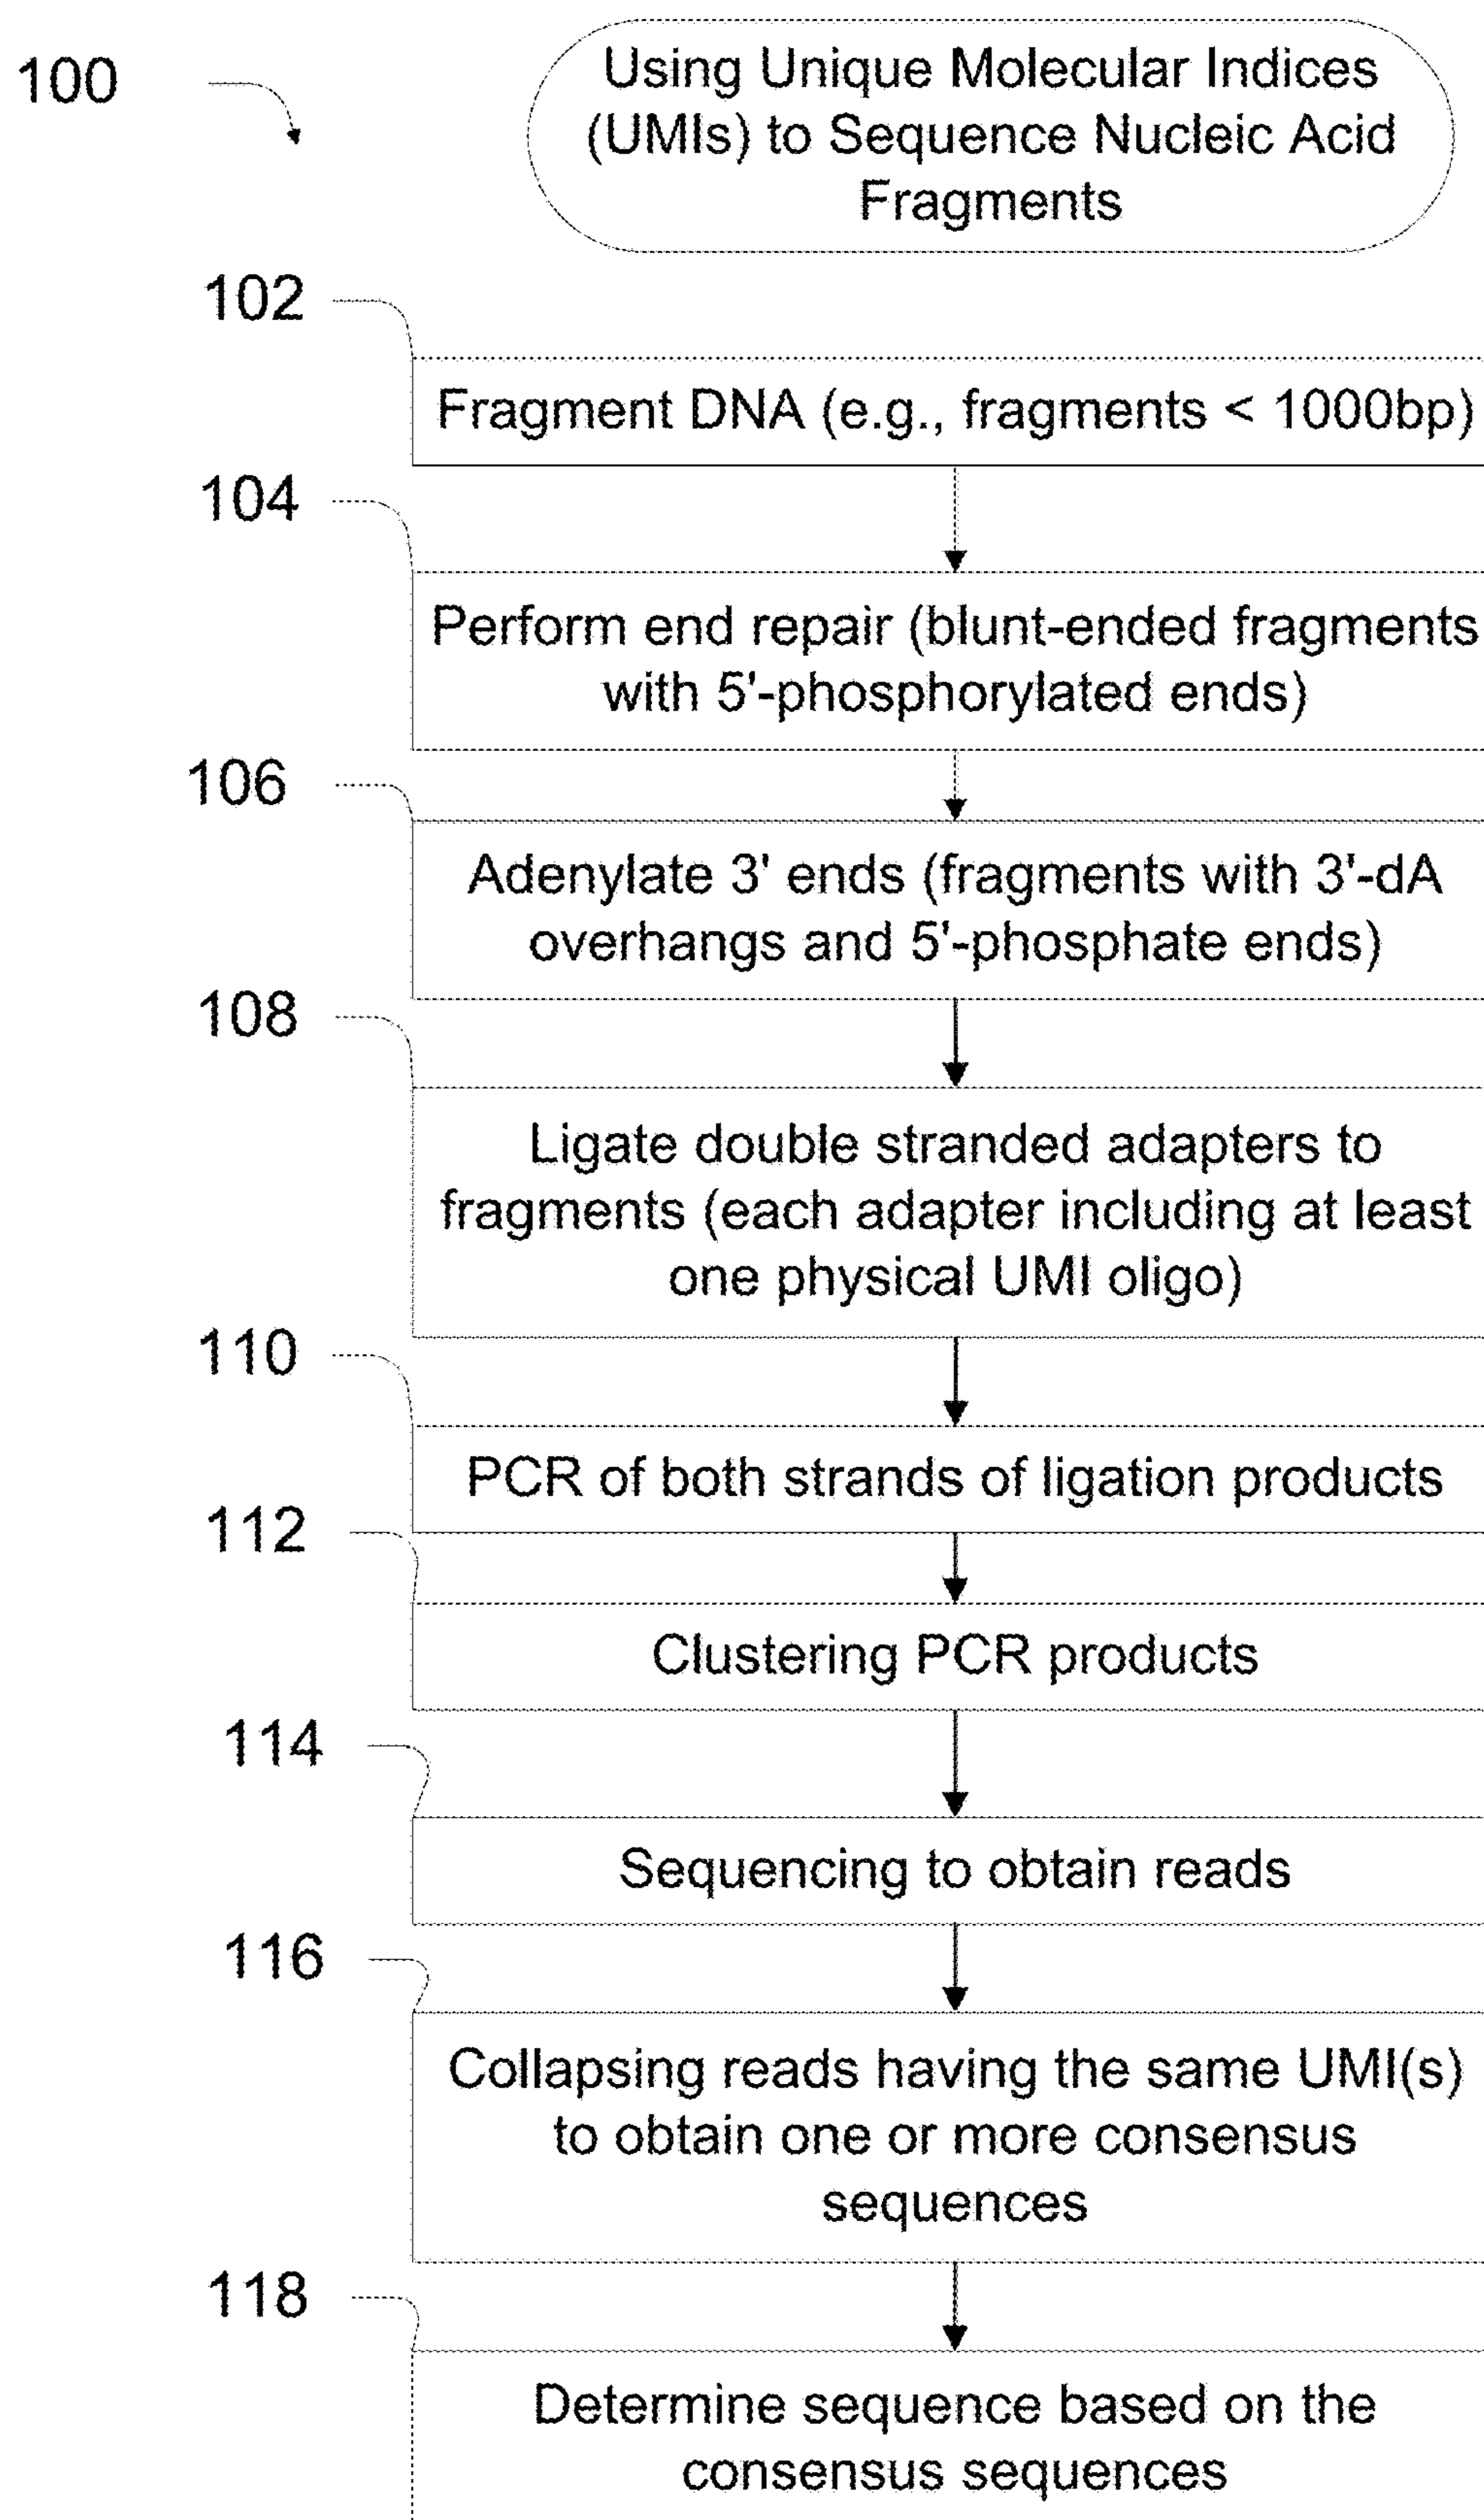 100
Using Unique Molecular Indices
(UMIs) to Sequence Nucleic Acid
Fragments
102
Fragment DNA (e.g., fragments < 1000bp)
104
Perform end repair (blunt-ended fragments
with 5'-phosphorylated ends)
106
Adenylate 3' ends (fragments with 3'-dA
overhangs and 5'-phosphate ends)
108
Ligate double stranded adapters to
fragments (each adapter including at least
one physical UMI oligo)
110
PCR of both strands of ligation products
112
Clustering PCR products
114
Sequencing to obtain reads
116
Collapsing reads having the same UMI(s)
to obtain one or more consensus
sequences
118
Determine sequence based on the
consensus sequences